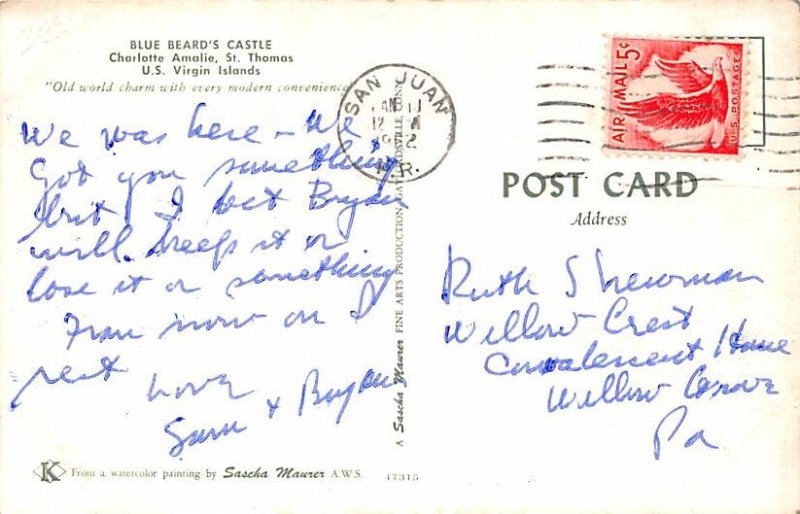 BLUE BEARD'S CASTLE
Charlotte Amalie, St. Thomas
U.S. Virgin Islands
"Old world charm with every modern convenience
We was here - We
Got you something
but I bet Bryan
will keep it or
lose it or something
From now on I
rest
Love
Sam & Bryan
SAN JUAN
P.R.
AIR MAIL 5¢
U.S. POSTAGE
POST CARD
Address
Ruth Shewman
Willow Crest
Convalescent Home
Willow Grove
Pa
A Sascha Maurer FINE ARTS PRODUCTION
K From a watercolor painting by Sascha Maurer A.W.S. 47315